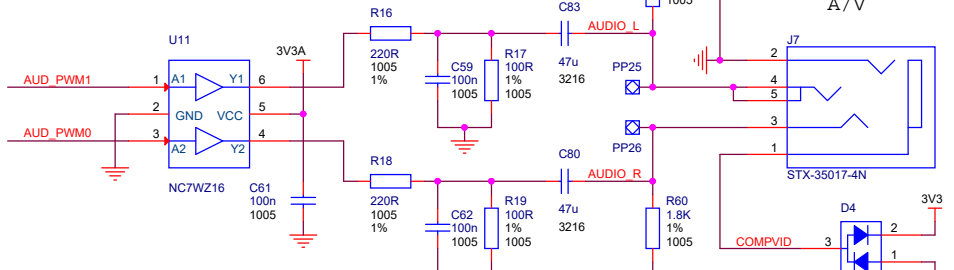 C83
1005
A/V
R16
U11
AUDIO_L
J7
3V3A
2
220R
1005
1%
C59
100n
1005
R17
100R
1%
1005
47u
3216
PP25
AUD_PWM1
1
A1
Y1
6
4
5
2
GND
VCC
5
3
AUD_PWM0
3
A2
Y2
4
PP26
C80
1
R18
AUDIO_R
STX-35017-4N
NC7WZ16
C61
100n
1005
220R
1005
1%
C62
100n
1005
R19
100R
1%
1005
47u
3216
R60
1.8K
1%
1005
D4
3V3
2
COMPVID
3
1